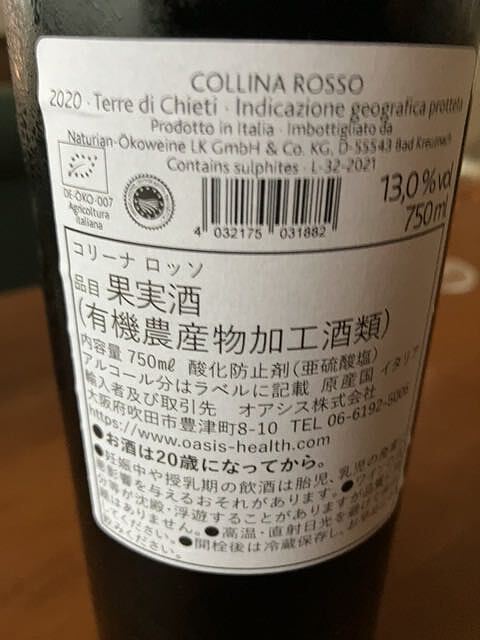 COLLINA ROSSO
2020 · Terre di Chieti · Indicazione geografica protetta
Prodotto in Italia · Imbottigliato da
Naturian-Ökoweine LK GmbH & Co. KG, D-55543 Bad Kreuznach
Contains sulphites · L-32-2021
13,0 % vol
750 ml
DE-ÖKO-007
Agricoltura
italiana
4 032175 031882
コリーナ ロッソ
品目 果実酒
(有機農産物加工酒類)
内容量 750㎖ 酸化防止剤(亜硫酸塩)
アルコール分はラベルに記載 原産国 イタリア
輸入者及び取引先 オアシス株式会社
大阪府吹田市豊津町8-10 TEL 06-6192-5006
https://www.oasis-health.com
●お酒は20歳になってから。
●妊娠中や授乳期の飲酒は胎児、乳児の発育に
悪影響を与えるおそれがあります。
沈殿・浮遊することがありますが品質
はありません。●高温・直射日光を
ください。●開栓後は冷蔵保存し、お早
ください。